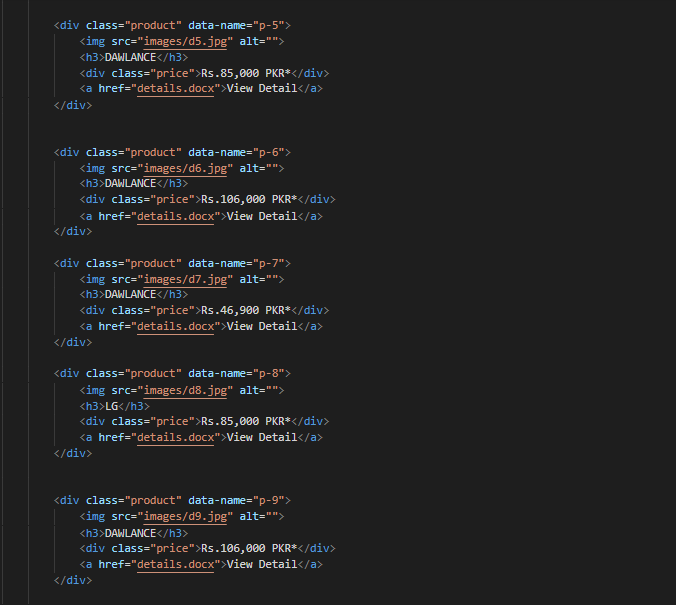 <div class="product" data-name="p-5">
<img src="images/d5.jpg" alt="">
<h3>DAWLANCE</h3>
<div class="price">Rs.85,000 PKR*</div>
<a href="details.docx">View Detail</a>
</div>
<div class="product" data-name="p-6">
<img src="images/d6.jpg" alt="">
<h3>DAWLANCE</h3>
<div class="price">Rs.106,000 PKR*</div>
<a href="details.docx">View Detail</a>
</div>
<div class="product" data-name="p-7">
<img src="images/d7.jpg" alt="">
<h3>DAWLANCE</h3>
<div class="price">Rs.46,900 PKR*</div>
<a href="details.docx">View Detail</a>
</div>
<div class="product" data-name="p-8">
<img src="images/d8.jpg" alt="">
<h3>LG</h3>
<div class="price">Rs.85,000 PKR*</div>
<a href="details.docx">View Detail</a>
</div>
<div class="product" data-name="p-9">
<img src="images/d9.jpg" alt="">
<h3>DAWLANCE</h3>
<div class="price">Rs.106,000 PKR*</div>
<a href="details.docx">View Detail</a>
</div>